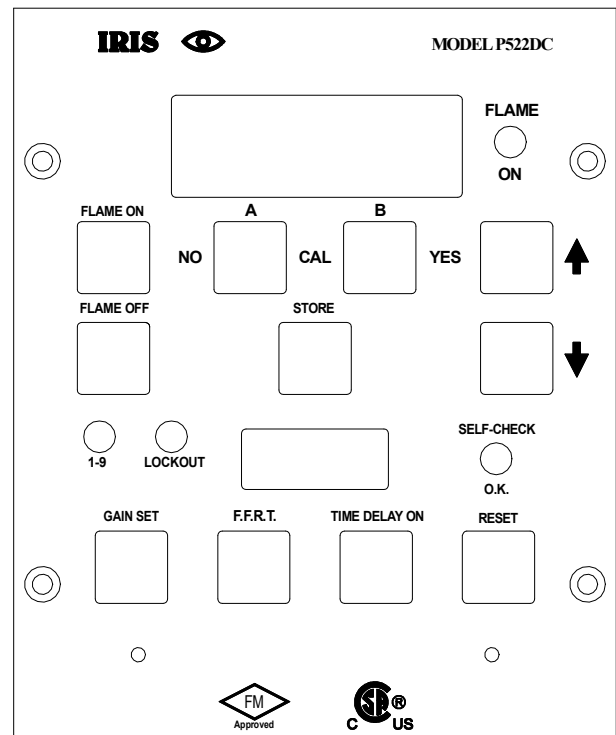 IRIS MODEL P522DC
FLAME
ON
FLAME ON A B
NO CAL YES
FLAME OFF STORE
1-9 LOCKOUT SELF-CHECK
O.K.
GAIN SET F.F.R.T. TIME DELAY ON RESET
FM
Approved
C SP ® US